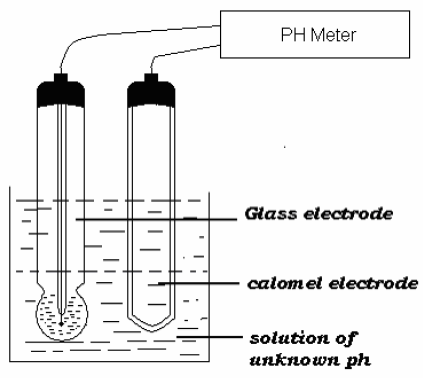 PH Meter
Glass electrode
calomel electrode
solution of
unknown ph